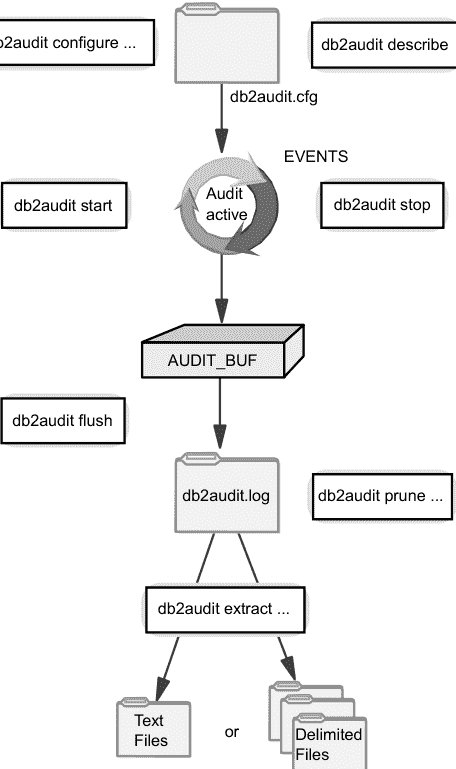 db2audit configure ...
db2audit describe
db2audit.cfg
EVENTS
Audit
active
db2audit start
db2audit stop
AUDIT_BUF
db2audit flush
db2audit.log
db2audit prune ...
db2audit extract ...
Text
Files
or
Delimited
Files